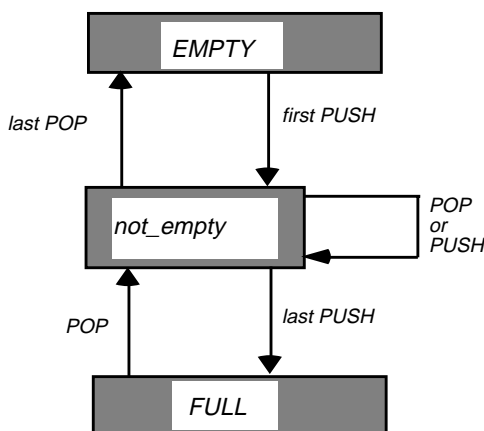 EMPTY
last POP
first PUSH
not_empty
POP
or
PUSH
POP
last PUSH
FULL